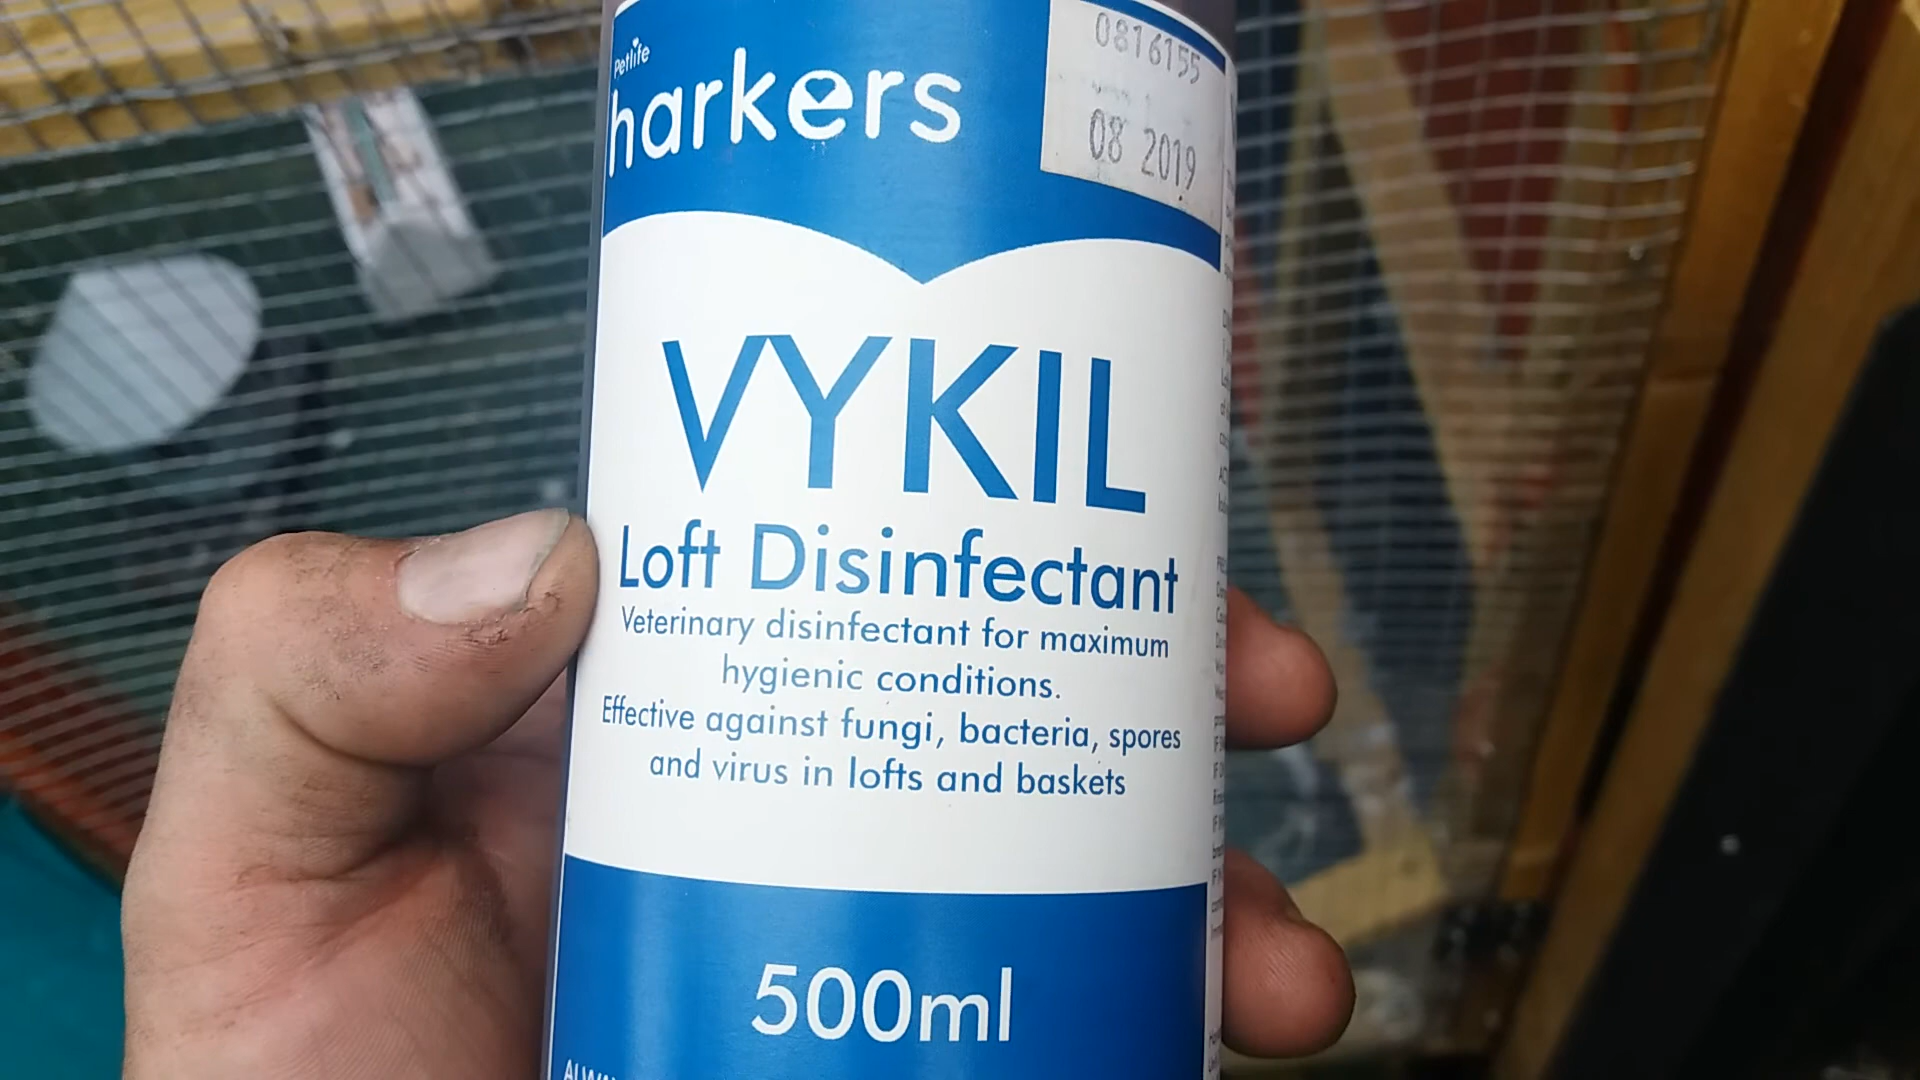 Petlife
harkers
0816155
08 2019
VYKIL
Loft Disinfectant
Veterinary disinfectant for maximum
hygienic conditions.
Effective against fungi, bacteria, spores
and virus in lofts and baskets
500ml